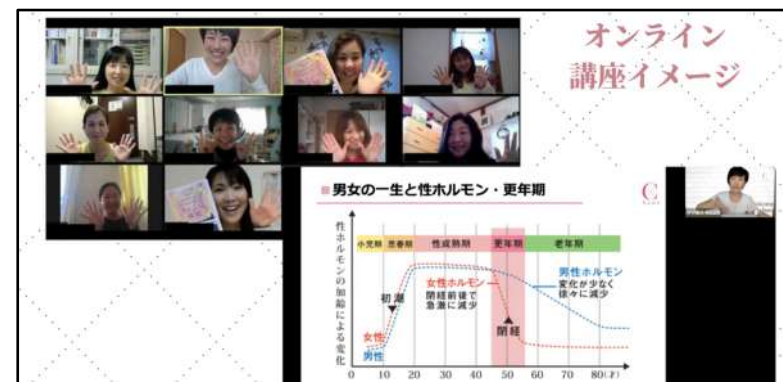 オンライン
講座イメージ
■男女の一生と性ホルモン・更年期
C
性ホルモンの加齢による変化
小児期 思春期 性成熟期 更年期 老年期
男性ホルモン
変化が少なく
徐々に減少
女性ホルモン
閉経前後で
急激に減少
初潮
閉経
女性
男性
0 10 20 30 40 50 60 70 80(才)